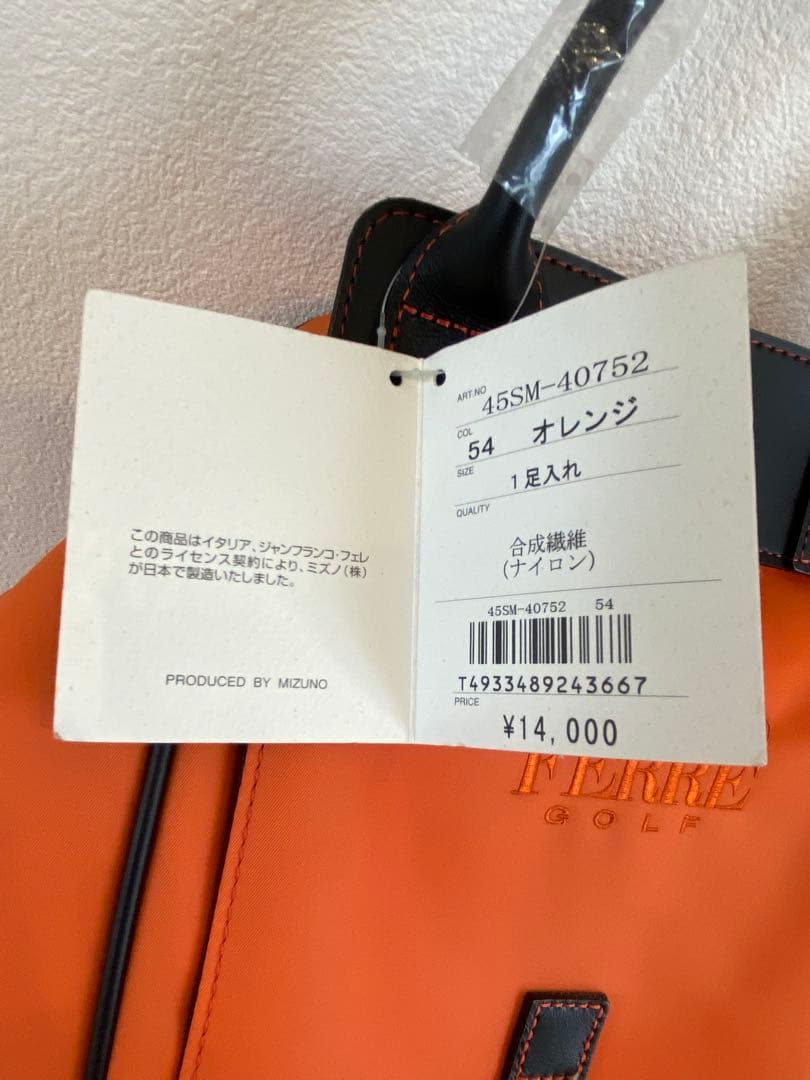 この商品はイタリア、ジャンフランコ・フェレ
とのライセンス契約により、ミズノ(株)
が日本で製造いたしました。
PRODUCED BY MIZUNO
ART.NO 45SM-40752
COL 54 オレンジ
SIZE 1足入れ
QUALITY
合成繊維
(ナイロン)
45SM-40752 54
T4933489243667
PRICE
¥14,000
FERRE
GOLF